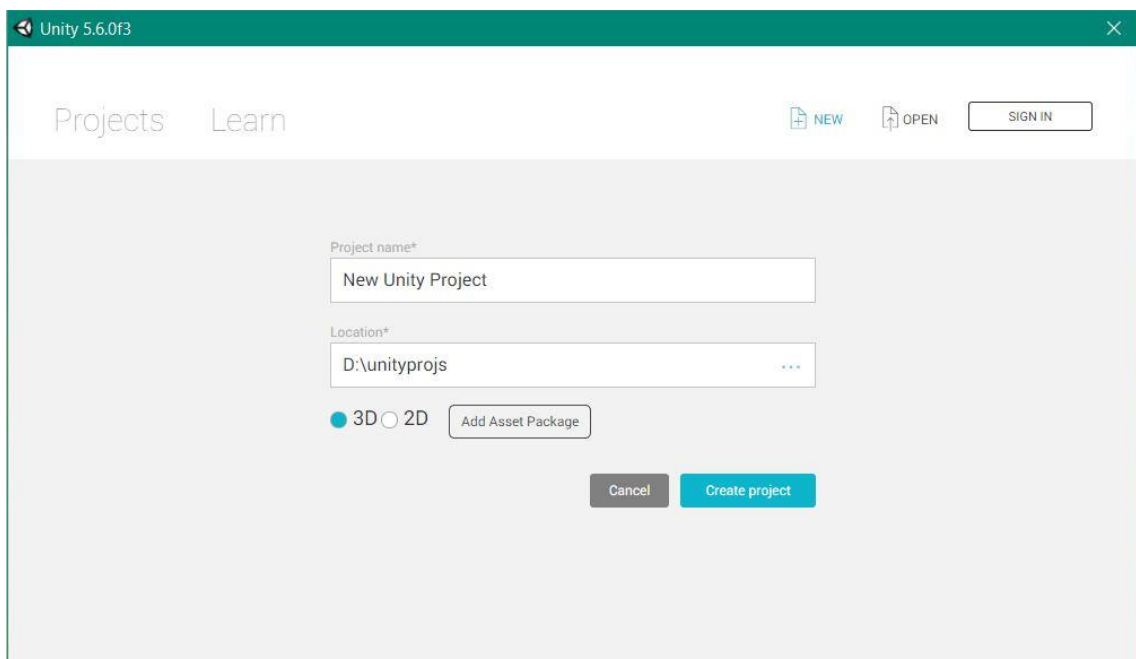 Unity 5.6.0f3
Projects Learn NEW OPEN SIGN IN
Project name*
New Unity Project
Location*
D:\unityprojs ...
3D 2D Add Asset Package
Cancel Create project